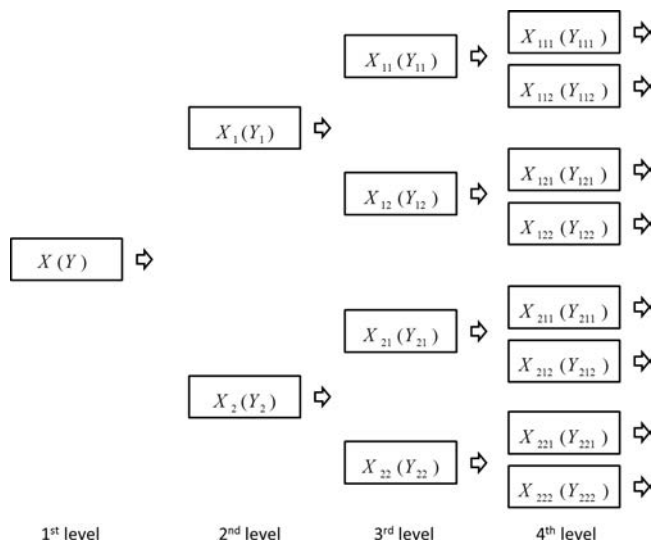 X (Y)
X₁ (Y₁)
X₂ (Y₂)
X₁₁ (Y₁₁)
X₁₂ (Y₁₂)
X₂₁ (Y₂₁)
X₂₂ (Y₂₂)
X₁₁₁ (Y₁₁₁)
X₁₁₂ (Y₁₁₂)
X₁₂₁ (Y₁₂₁)
X₁₂₂ (Y₁₂₂)
X₂₁₁ (Y₂₁₁)
X₂₁₂ (Y₂₁₂)
X₂₂₁ (Y₂₂₁)
X₂₂₂ (Y₂₂₂)
1st level
2nd level
3rd level
4th level